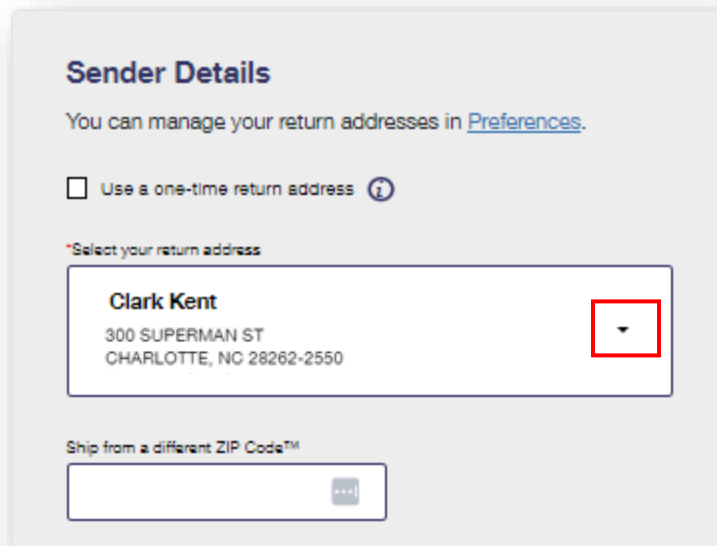 Sender Details
You can manage your return addresses in Preferences.
Use a one-time return address
*Select your return address
Clark Kent
300 SUPERMAN ST
CHARLOTTE, NC 28262-2550
Ship from a different ZIP Code™